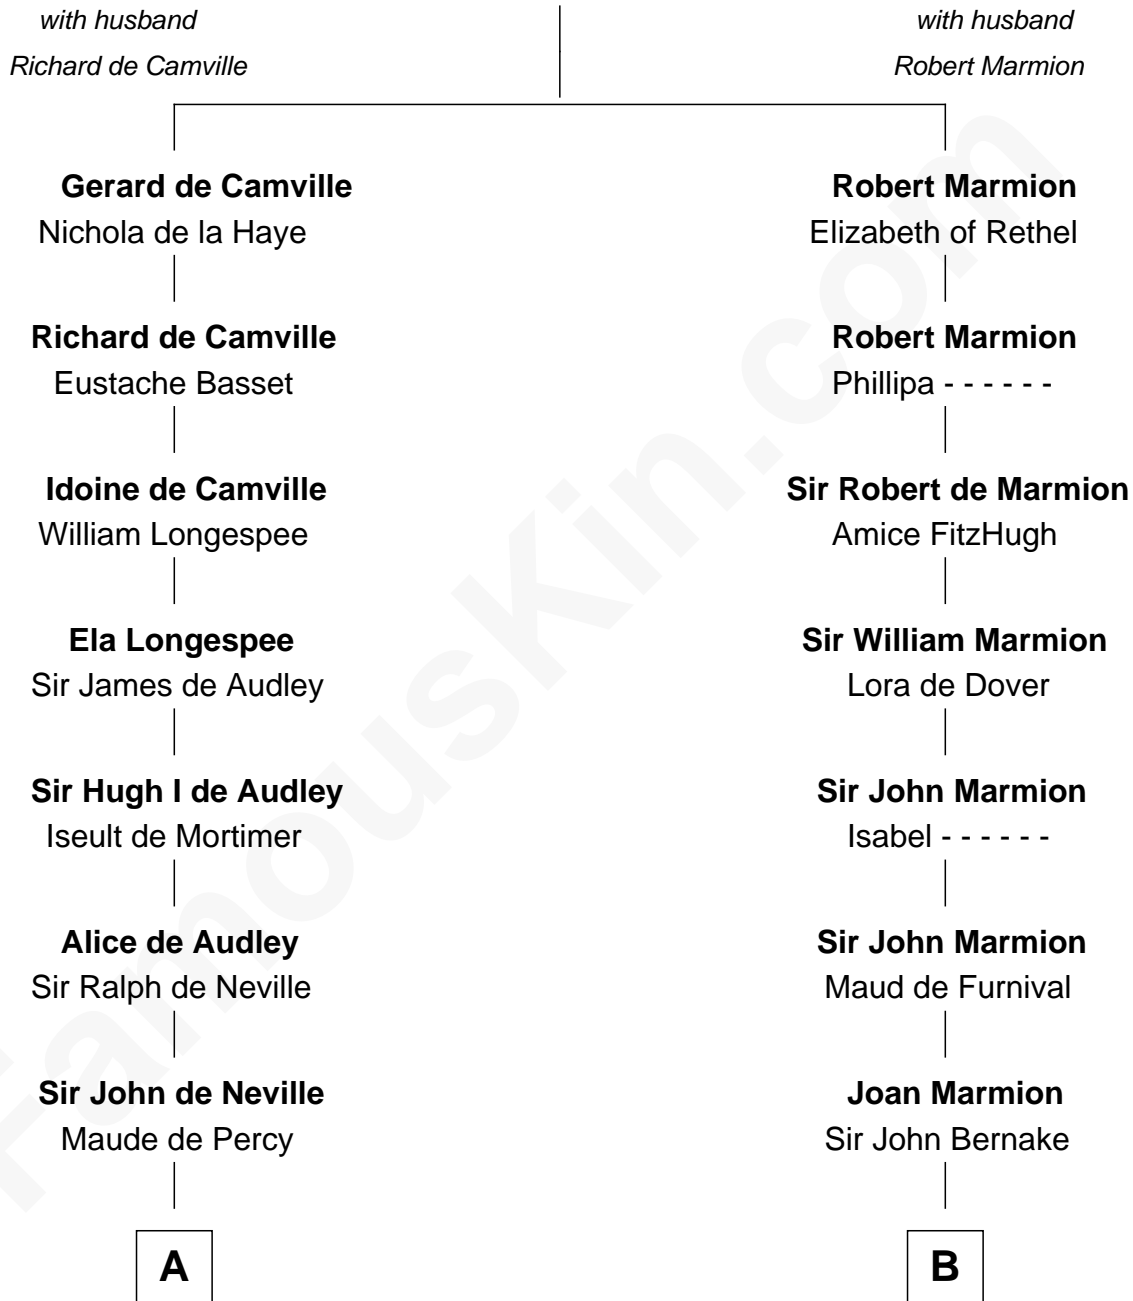 with husband
Richard de Camville
with husband
Robert Marmion
Gerard de Camville
Nichola de la Haye
Robert Marmion
Elizabeth of Rethel
Richard de Camville
Eustache Basset
Robert Marmion
Phillipa - - - - - -
Idoine de Camville
William Longespee
Sir Robert de Marmion
Amice FitzHugh
Ela Longespee
Sir James de Audley
Sir William Marmion
Lora de Dover
Sir Hugh I de Audley
Iseult de Mortimer
Sir John Marmion
Isabel - - - - - -
Alice de Audley
Sir Ralph de Neville
Sir John Marmion
Maud de Furnival
Sir John de Neville
Maude de Percy
Joan Marmion
Sir John Bernake
A
B
FamousKin.com